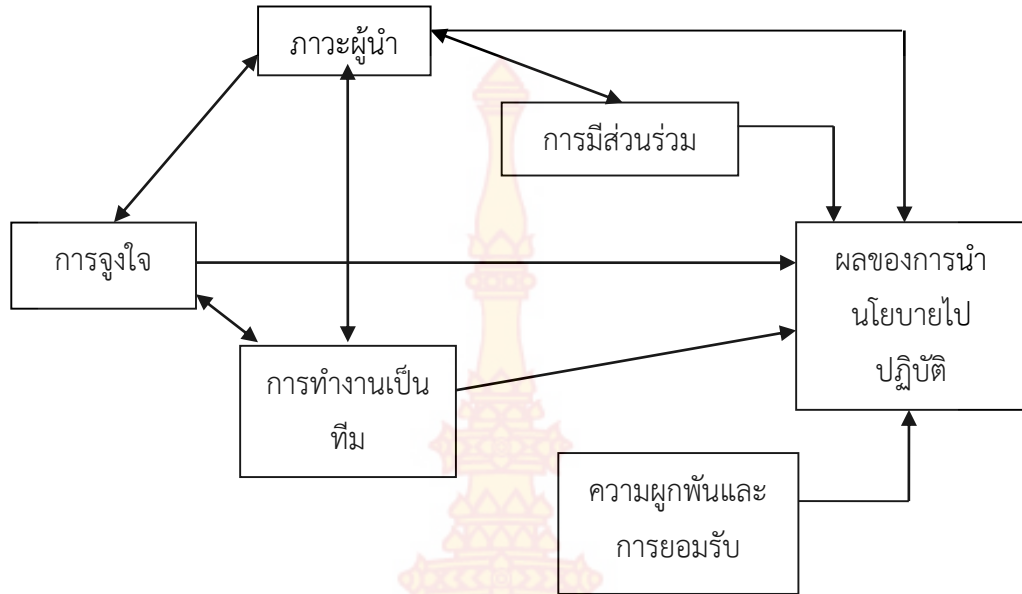 ภาวะผู้นำ
การมีส่วนร่วม
การจูงใจ
ผลของการนำ
นโยบายไป
ปฏิบัติ
การทำงานเป็น
ทีม
ความผูกพันและ
การยอมรับ